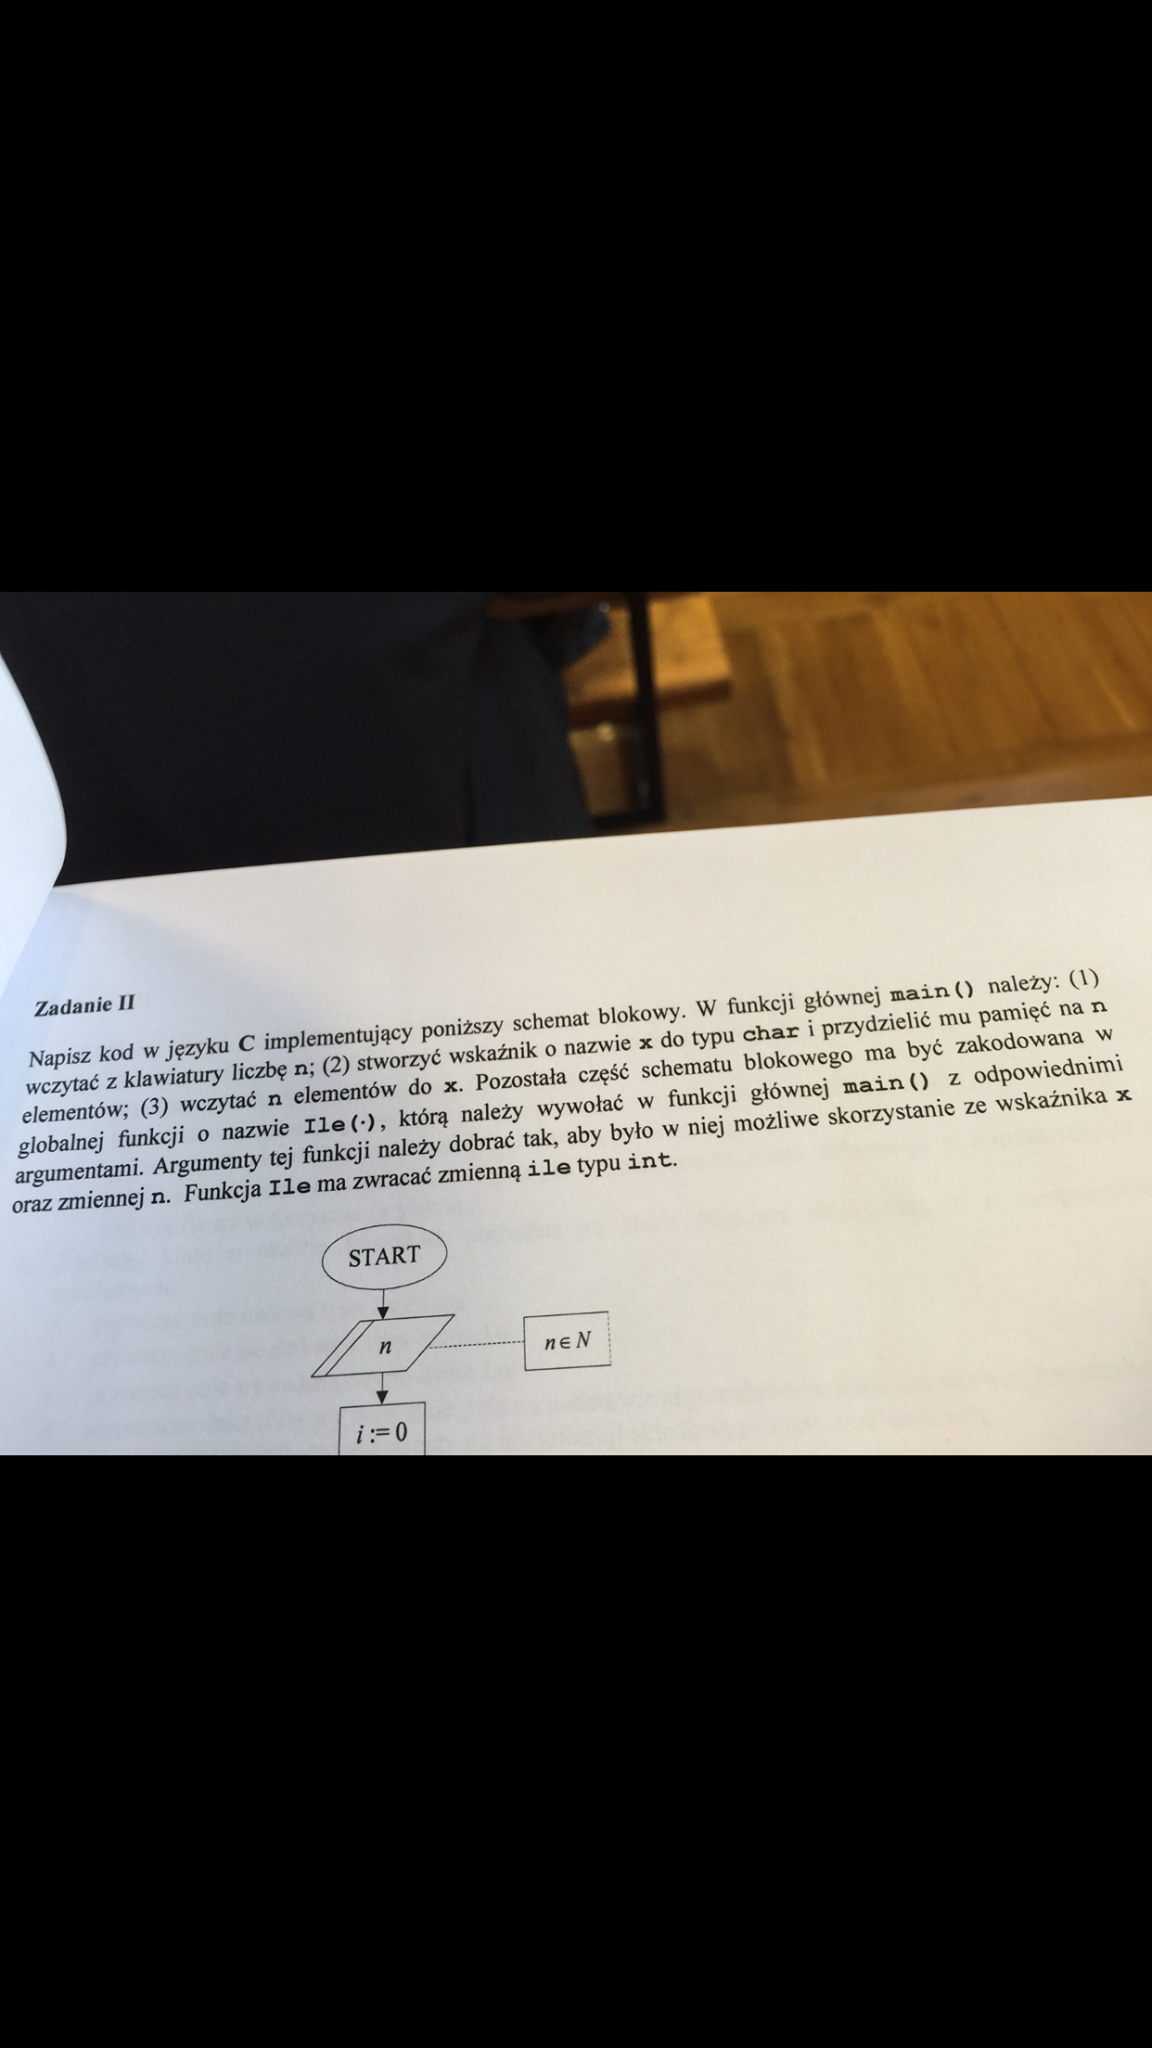 Zadanie II
Napisz kod w języku C implementujący poniższy schemat blokowy. W funkcji głównej main() należy: (1)
wczytać z klawiatury liczbę n; (2) stworzyć wskaźnik o nazwie x do typu char i przydzielić mu pamięć na n
elementów; (3) wczytać n elementów do x. Pozostała część schematu blokowego ma być zakodowana w
globalnej funkcji o nazwie Ile(·), którą należy wywołać w funkcji głównej main() z odpowiednimi
argumentami. Argumenty tej funkcji należy dobrać tak, aby było w niej możliwe skorzystanie ze wskaźnika x
oraz zmiennej n. Funkcja Ile ma zwracać zmienną ile typu int.
START
n
n∈N
i:=0